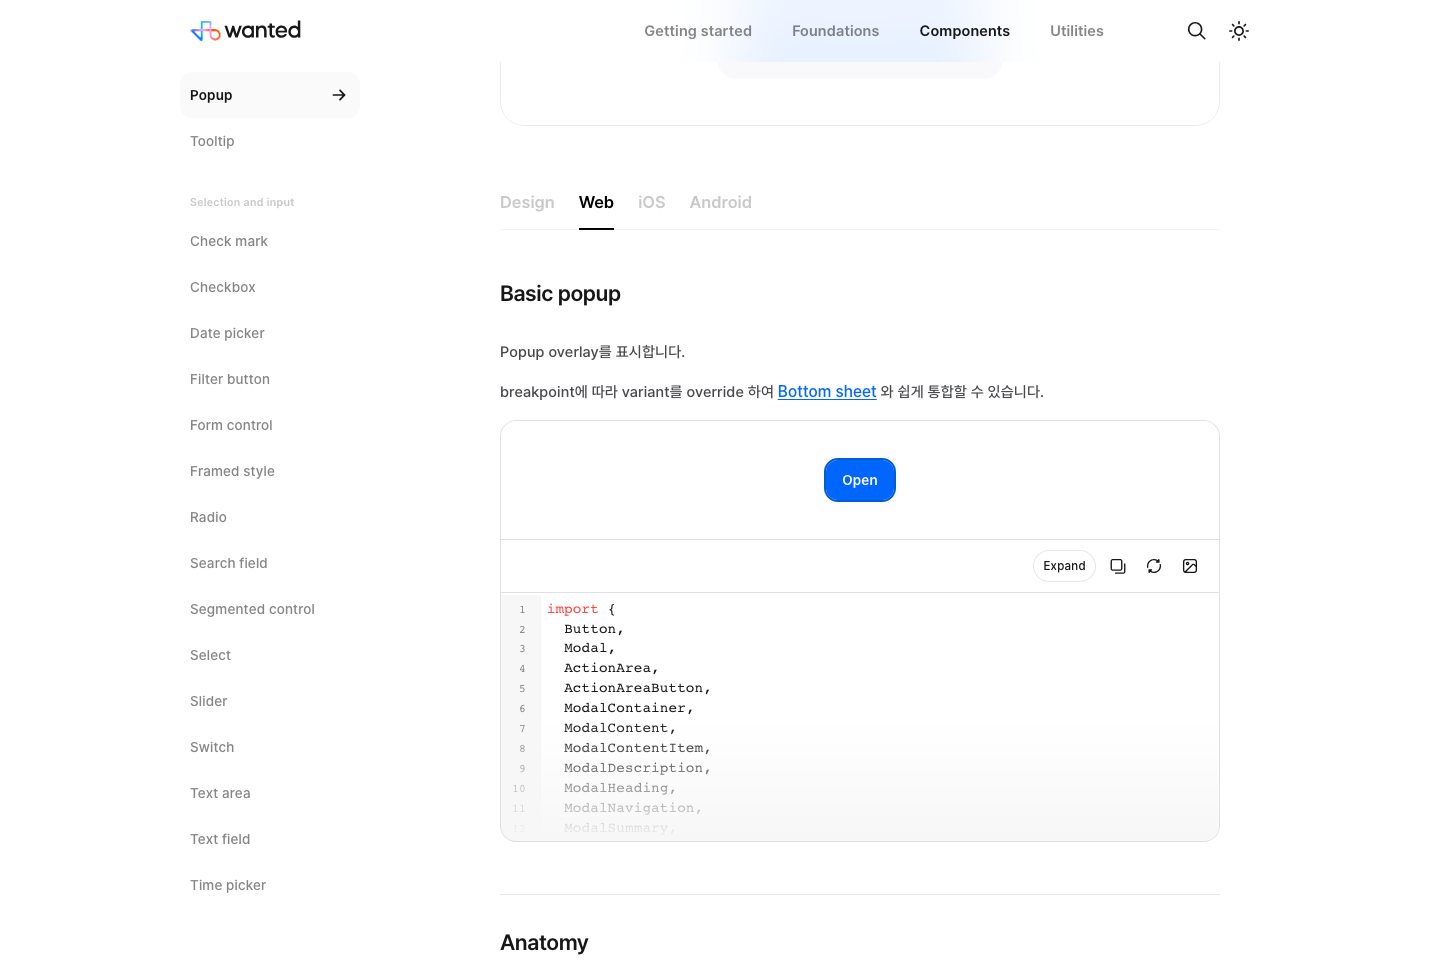 wanted
Getting started
Foundations
Components
Utilities
Popup
Tooltip
Selection and input
Check mark
Checkbox
Date picker
Filter button
Form control
Framed style
Radio
Search field
Segmented control
Select
Slider
Switch
Text area
Text field
Time picker
Design
Web
iOS
Android
Basic popup
Popup overlay를 표시합니다.
breakpoint에 따라 variant를 override 하여 Bottom sheet 와 쉽게 통합할 수 있습니다.
Open
Expand
1 import {
2 Button,
3 Modal,
4 ActionArea,
5 ActionAreaButton,
6 ModalContainer,
7 ModalContent,
8 ModalContentItem,
9 ModalDescription,
10 ModalHeading,
11 ModalNavigation,
12 ModalSummary,
Anatomy